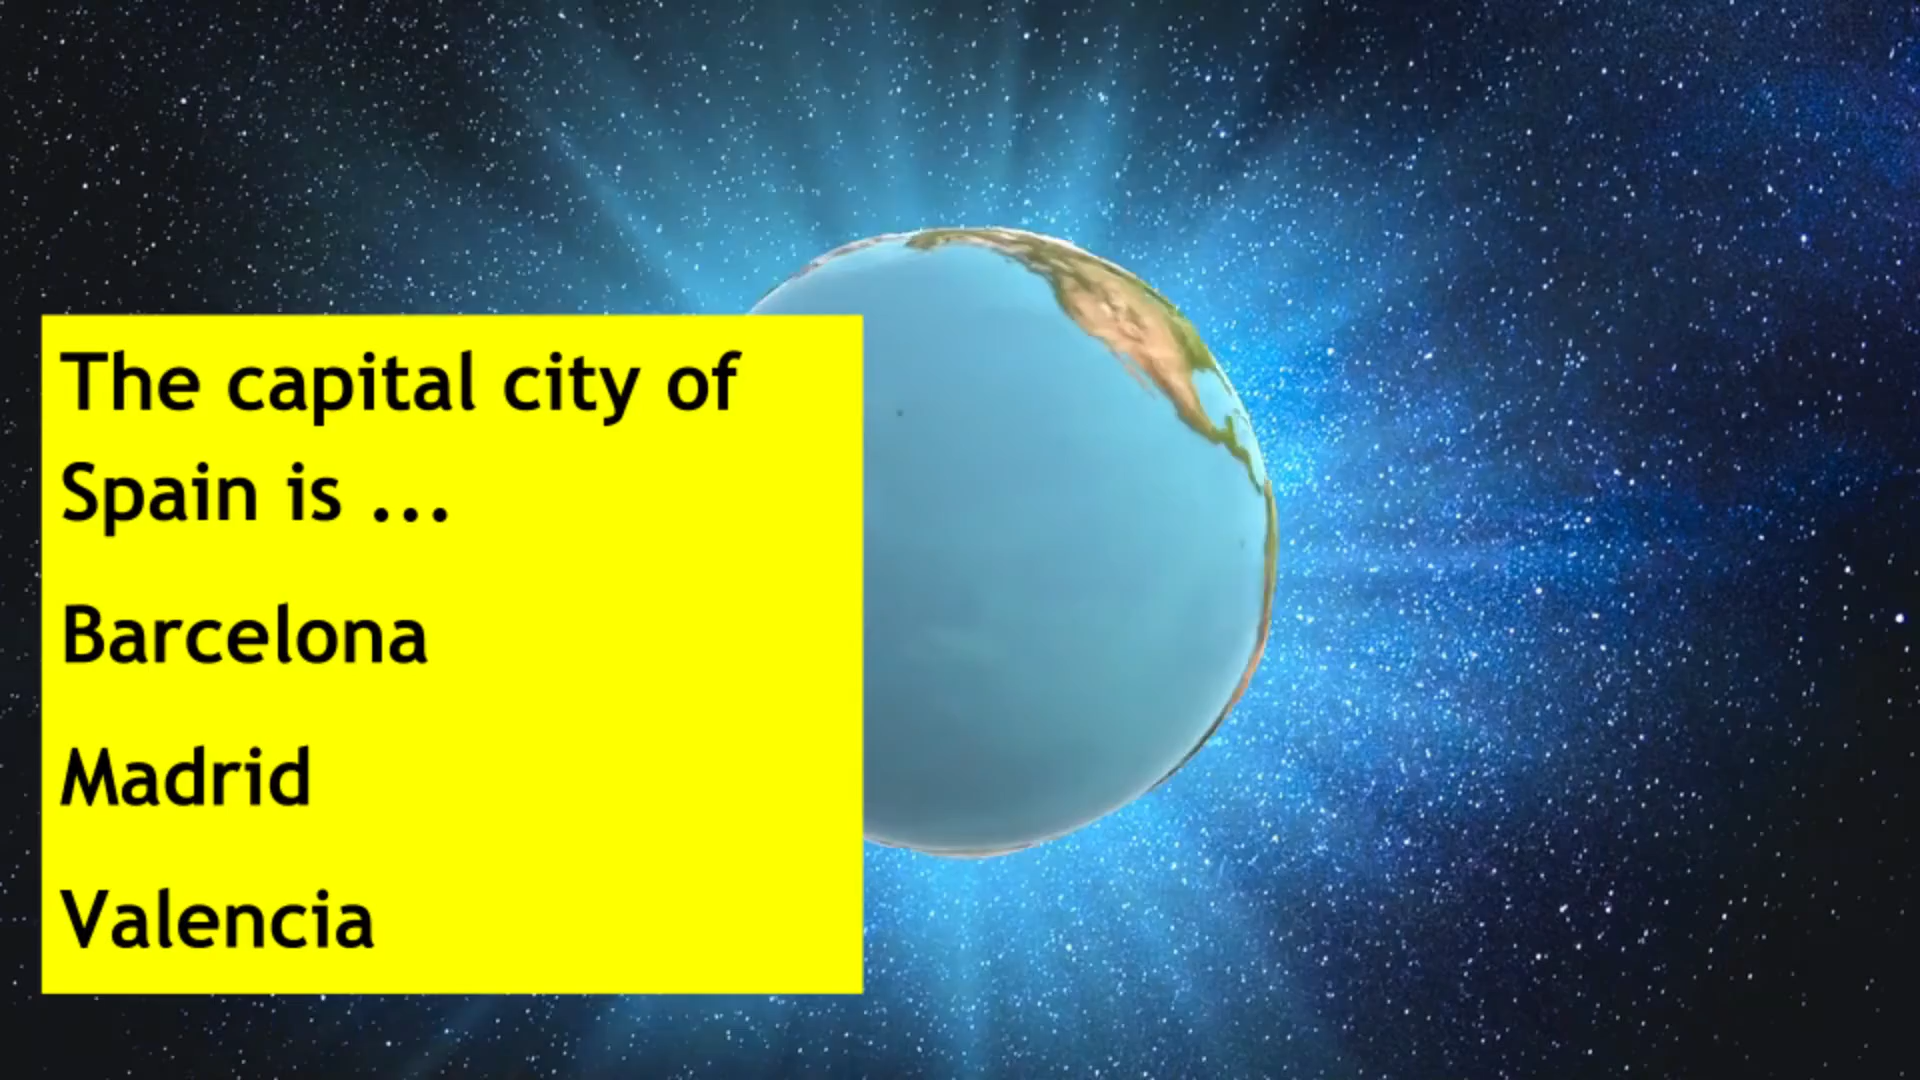 The capital city of
Spain is ...
Barcelona
Madrid
Valencia